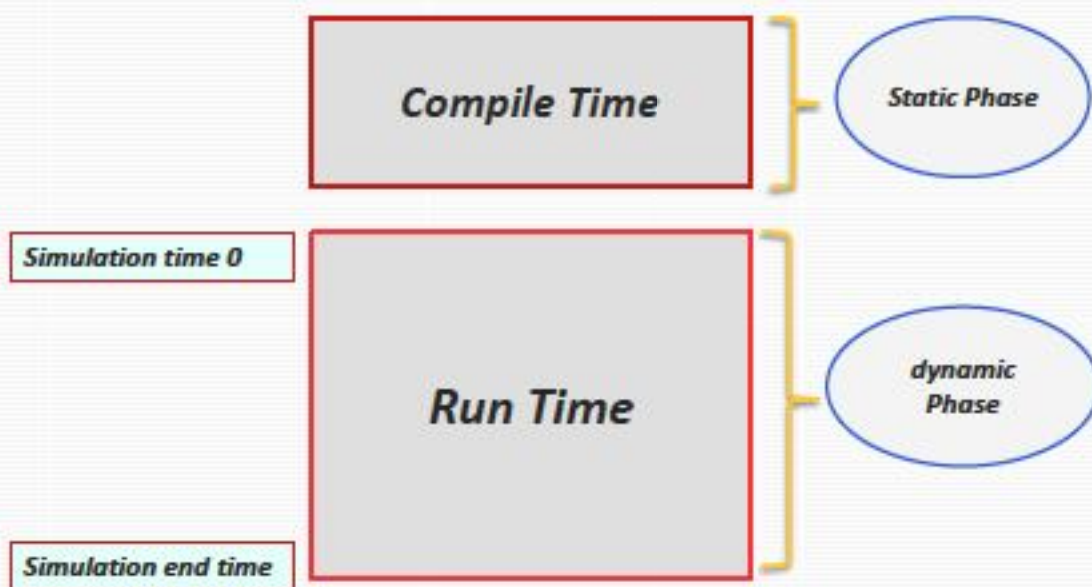 Compile Time
Static Phase
Simulation time 0
Run Time
dynamic
Phase
Simulation end time